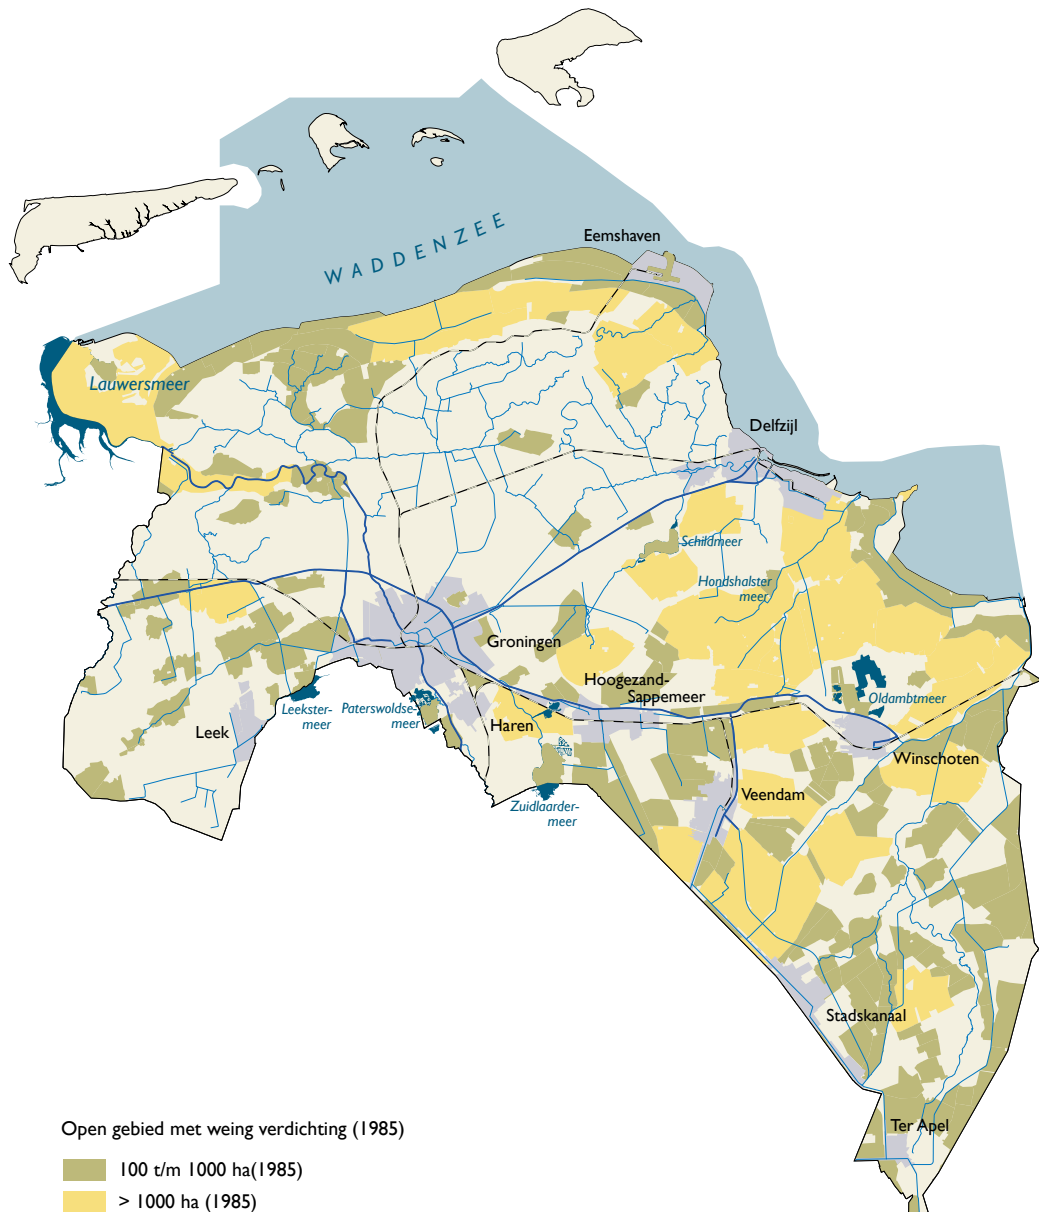 WADDENZEE
Eemshaven
Lauwersmeer
Delfzijl
Schildmeer
Hondshalster
meer
Groningen
Hoogezand-
Sappemeer
Oldambtmeer
Leekster-
meer
Paterswoldse-
meer
Haren
Leek
Winschoten
Zuidlaarder-
meer
Veendam
Stadskanaal
Ter Apel
Open gebied met weing verdichting (1985)
100 t/m 1000 ha(1985)
> 1000 ha (1985)